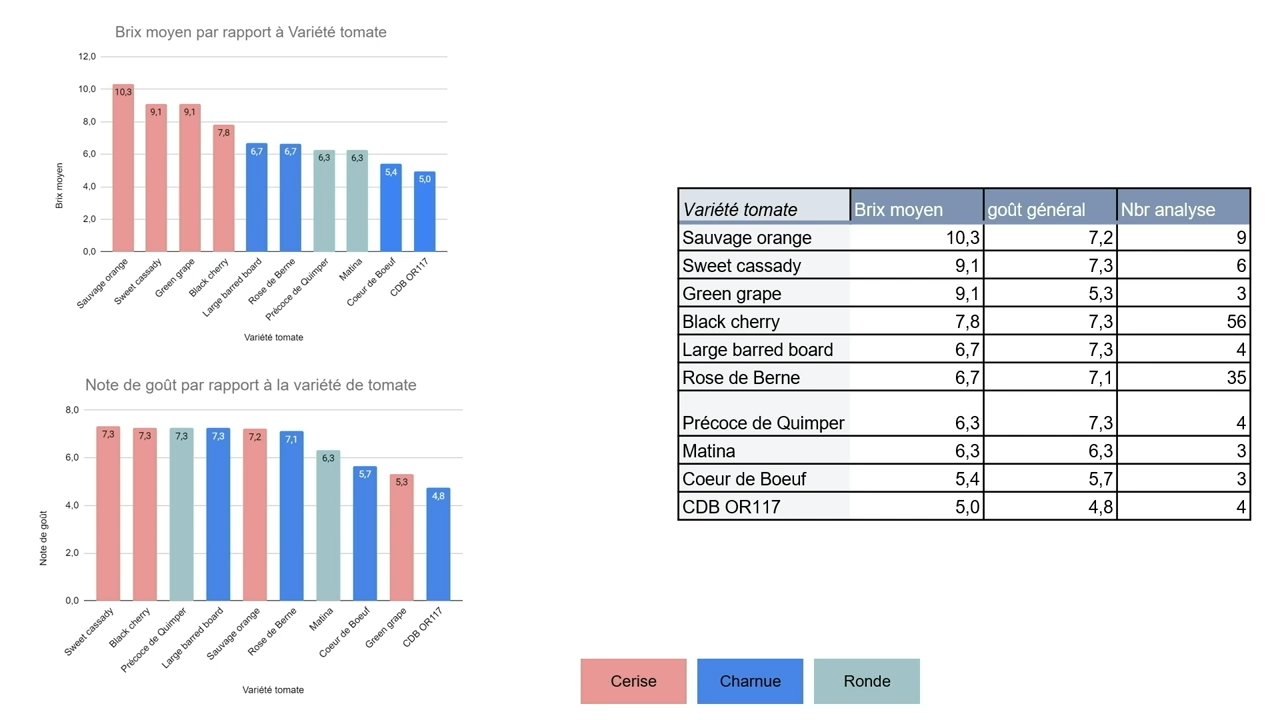 Brix moyen par rapport à Variété tomate
12,0
10,0
8,0
6,0
4,0
2,0
0,0
Brix moyen
10,3
9,1
9,1
7,8
6,7
6,7
6,3
6,3
5,4
5,0
Sauvage orange
Sweet cassady
Green grape
Black cherry
Large barred board
Rose de Berne
Précoce de Quimper
Matina
Coeur de Boeuf
CDB OR117
Variété tomate
Note de goût par rapport à la variété de tomate
8,0
6,0
4,0
2,0
0,0
Note de goût
7,3
7,3
7,3
7,3
7,2
7,1
6,3
5,7
5,3
4,8
Sweet cassady
Black cherry
Précoce de Quimper
Large barred board
Sauvage orange
Rose de Berne
Matina
Coeur de Boeuf
Green grape
CDB OR117
Variété tomate
Variété tomate Brix moyen goût général Nbr analyse
Sauvage orange 10,3 7,2 9
Sweet cassady 9,1 7,3 6
Green grape 9,1 5,3 3
Black cherry 7,8 7,3 56
Large barred board 6,7 7,3 4
Rose de Berne 6,7 7,1 35
Précoce de Quimper 6,3 7,3 4
Matina 6,3 6,3 3
Coeur de Boeuf 5,4 5,7 3
CDB OR117 5,0 4,8 4
Cerise Charnue Ronde